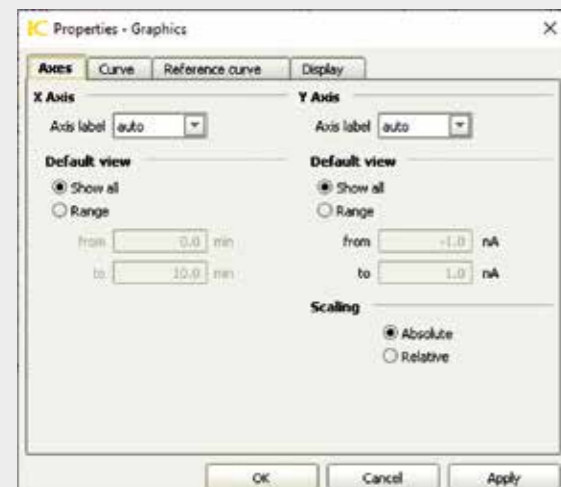 IC Properties - Graphics
Axes Curve Reference curve Display
X Axis
Axis label auto
Default view
Show all
Range
from 0.0 min
to 10.0 min
Y Axis
Axis label auto
Default view
Show all
Range
from -1.0 nA
to 1.0 nA
Scaling
Absolute
Relative
OK Cancel Apply